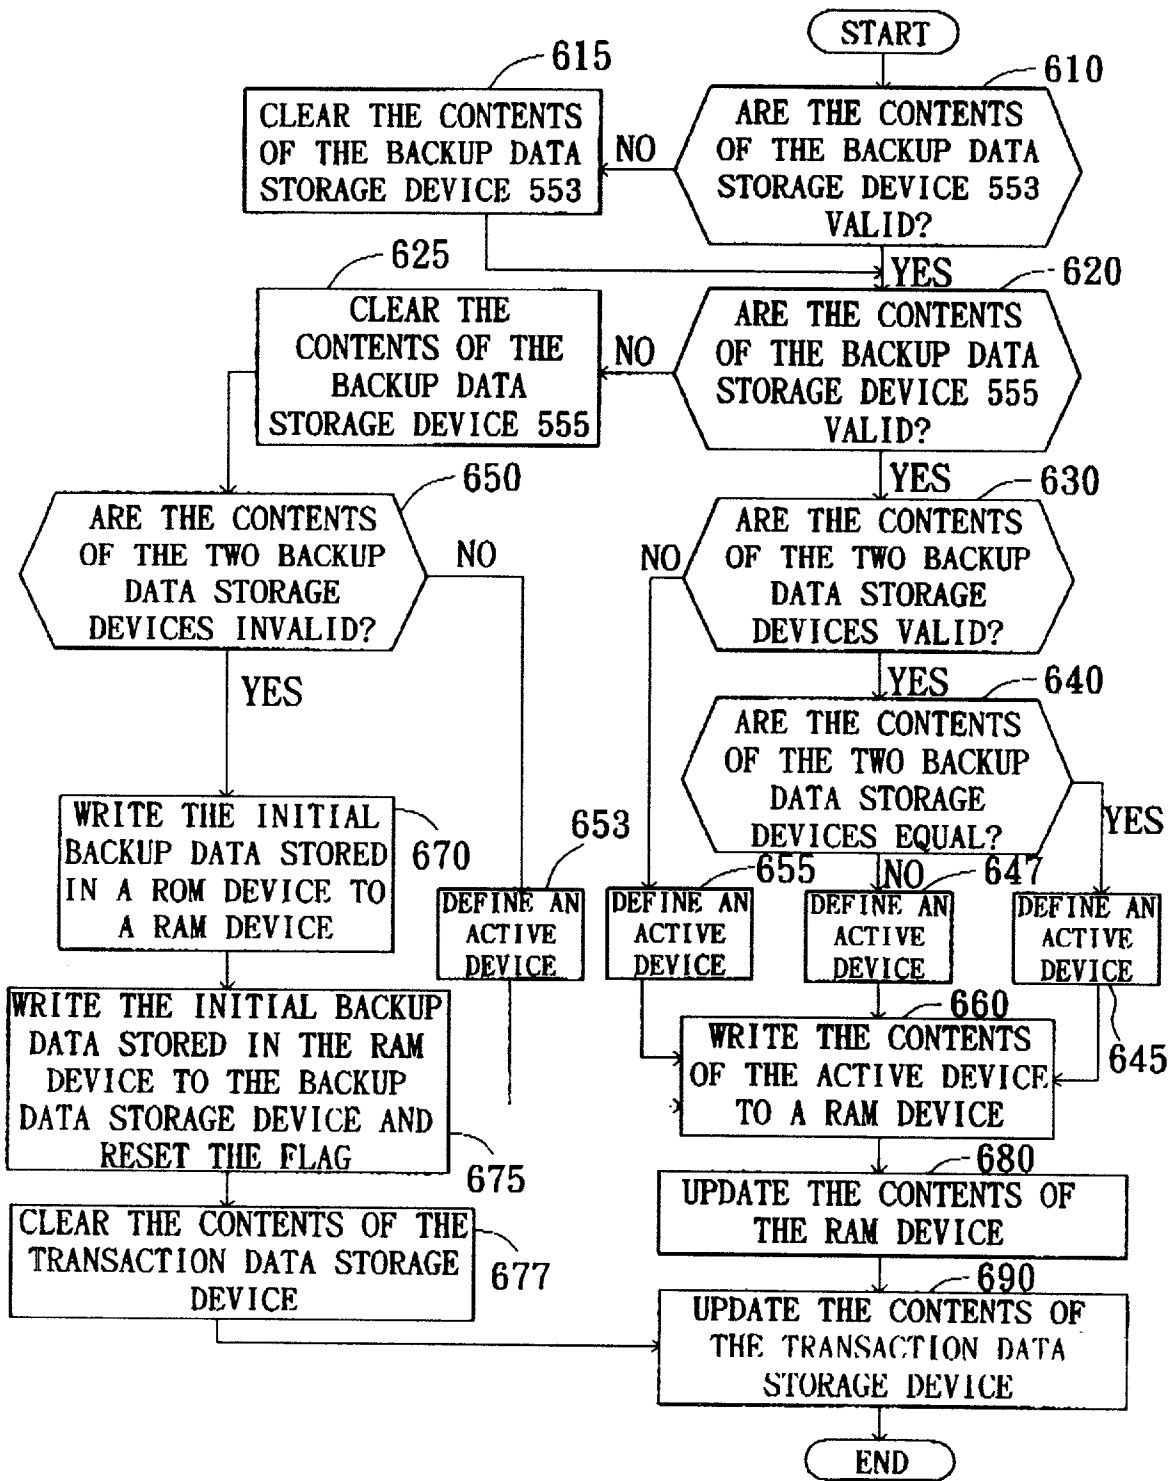 START
610
ARE THE CONTENTS
OF THE BACKUP DATA
STORAGE DEVICE 553
VALID?
NO
615
CLEAR THE CONTENTS
OF THE BACKUP DATA
STORAGE DEVICE 553
YES
620
ARE THE CONTENTS
OF THE BACKUP DATA
STORAGE DEVICE 555
VALID?
NO
625
CLEAR THE
CONTENTS OF THE
BACKUP DATA
STORAGE DEVICE 555
YES
630
ARE THE CONTENTS
OF THE TWO BACKUP
DATA STORAGE
DEVICES VALID?
NO
650
ARE THE CONTENTS
OF THE TWO BACKUP
DATA STORAGE
DEVICES INVALID?
NO
YES
YES
640
ARE THE CONTENTS
OF THE TWO BACKUP
DATA STORAGE
DEVICES EQUAL?
YES
NO
WRITE THE INITIAL
BACKUP DATA STORED
IN A ROM DEVICE TO
A RAM DEVICE
670
653
DEFINE AN
ACTIVE
DEVICE
655
DEFINE AN
ACTIVE
DEVICE
647
DEFINE AN
ACTIVE
DEVICE
DEFINE AN
ACTIVE
DEVICE
645
WRITE THE INITIAL BACKUP
DATA STORED IN THE RAM
DEVICE TO THE BACKUP
DATA STORAGE DEVICE AND
RESET THE FLAG
675
660
WRITE THE CONTENTS
OF THE ACTIVE DEVICE
TO A RAM DEVICE
680
UPDATE THE CONTENTS OF
THE RAM DEVICE
CLEAR THE CONTENTS OF THE
TRANSACTION DATA STORAGE
DEVICE
677
690
UPDATE THE CONTENTS OF
THE TRANSACTION DATA
STORAGE DEVICE
END